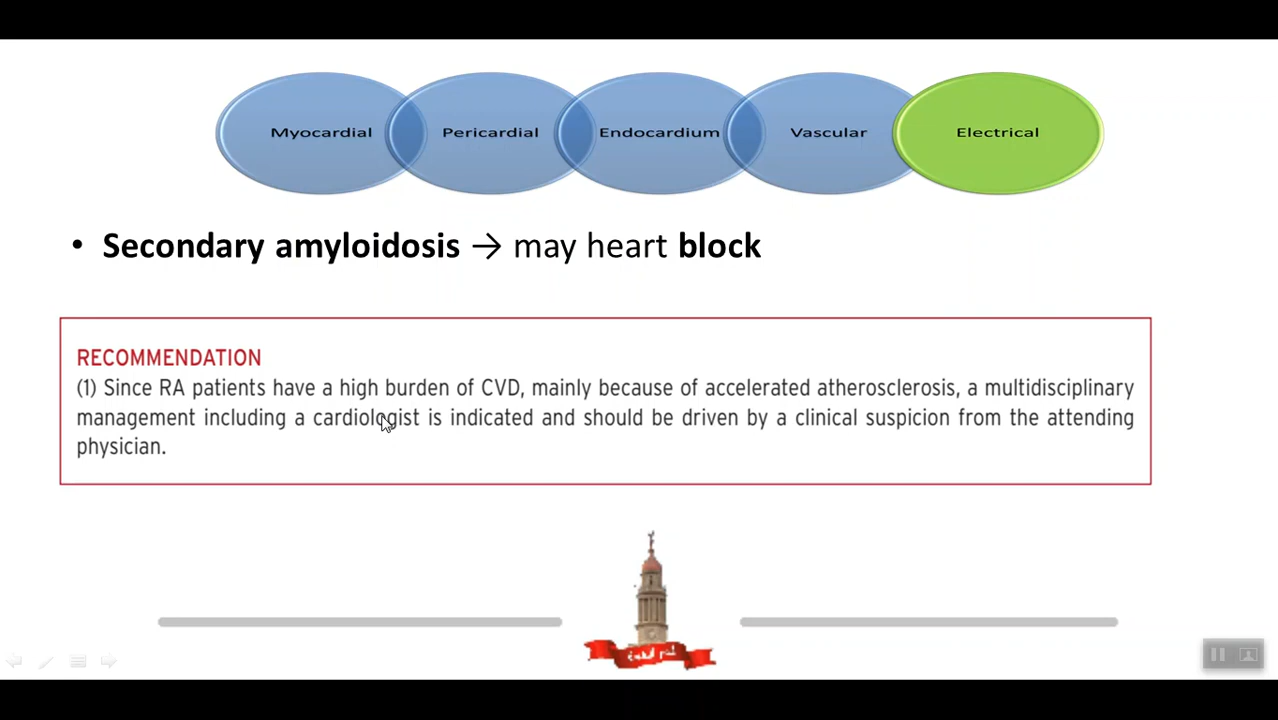 Myocardial Pericardial Endocardium Vascular Electrical
• Secondary amyloidosis → may heart block
RECOMMENDATION
(1) Since RA patients have a high burden of CVD, mainly because of accelerated atherosclerosis, a multidisciplinary
management including a cardiologist is indicated and should be driven by a clinical suspicion from the attending
physician.